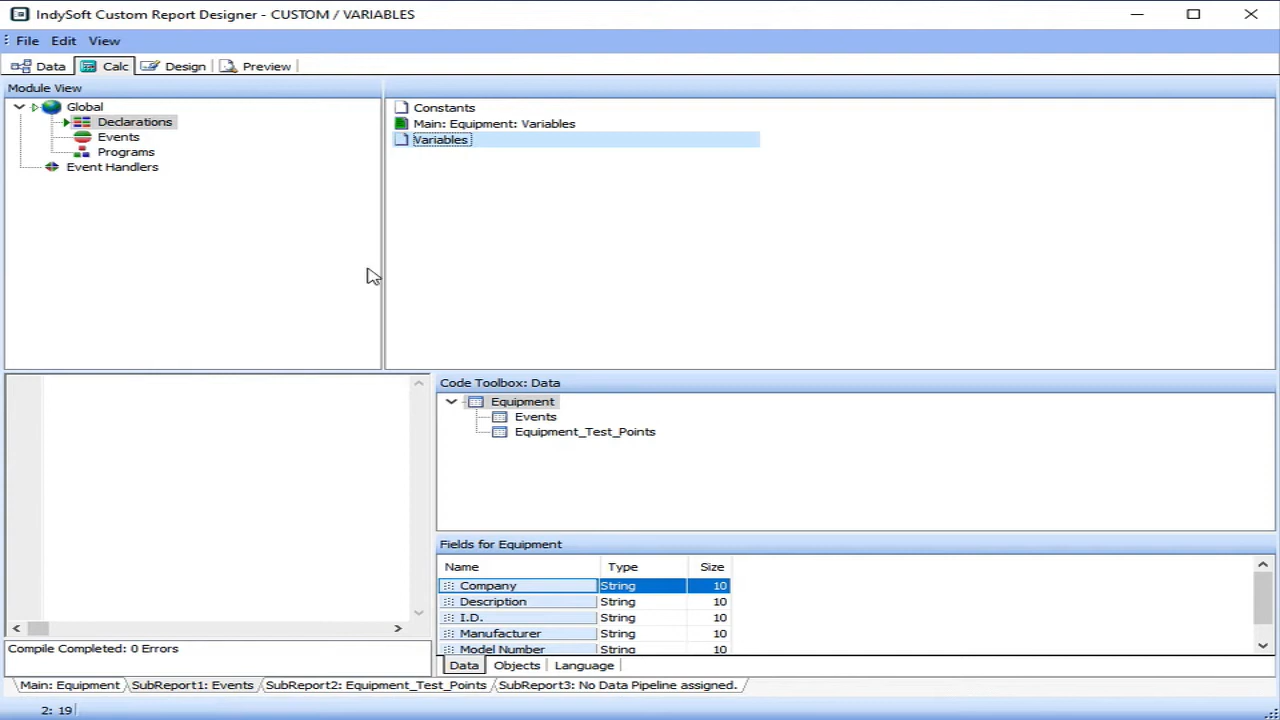 IndySoft Custom Report Designer - CUSTOM / VARIABLES
File Edit View
Data Calc Design Preview
Module View
Global
Declarations
Events
Programs
Event Handlers
Constants
Main: Equipment: Variables
Variables
Code Toolbox: Data
Equipment
Events
Equipment_Test_Points
Fields for Equipment
Name Type Size
Company String 10
Description String 10
I.D. String 10
Manufacturer String 10
Model Number String 10
Data Objects Language
Compile Completed: 0 Errors
Main: Equipment SubReport1: Events SubReport2: Equipment_Test_Points SubReport3: No Data Pipeline assigned.
2: 19